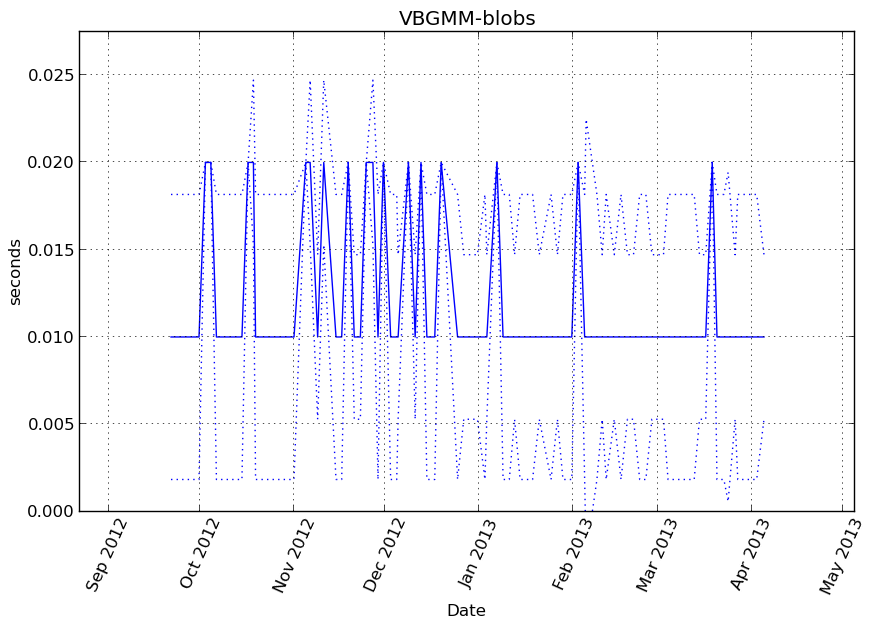 VBGMM-blobs
0.025
0.020
0.015
0.010
0.005
0.000
seconds
Sep 2012
Oct 2012
Nov 2012
Dec 2012
Jan 2013
Feb 2013
Mar 2013
Apr 2013
May 2013
Date